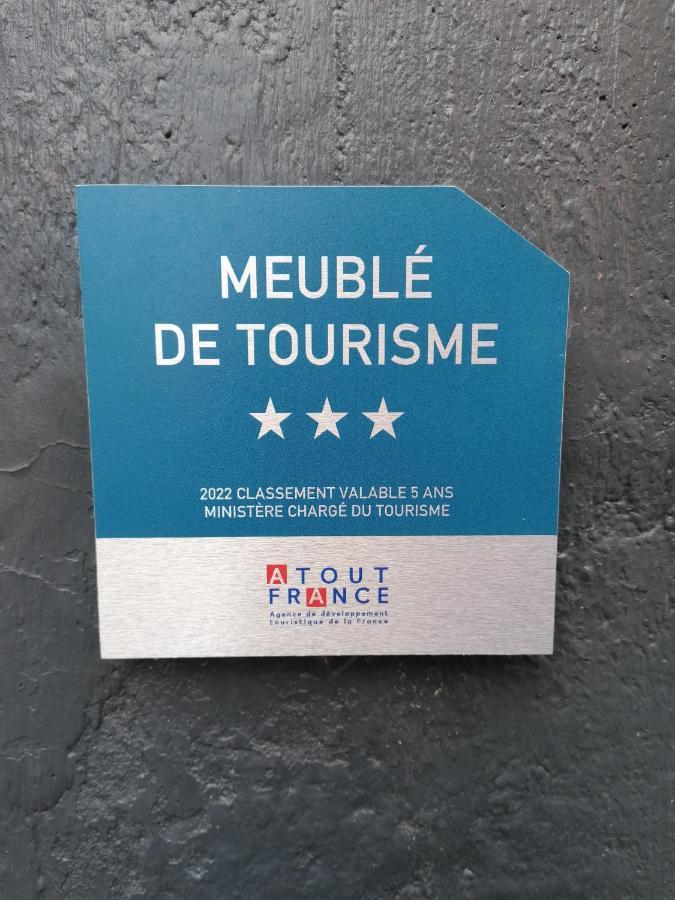 MEUBLÉ
DE TOURISME
★★★
2022 CLASSEMENT VALABLE 5 ANS
MINISTÈRE CHARGÉ DU TOURISME
ATOUT
FRANCE
Agence de développement
touristique de la France